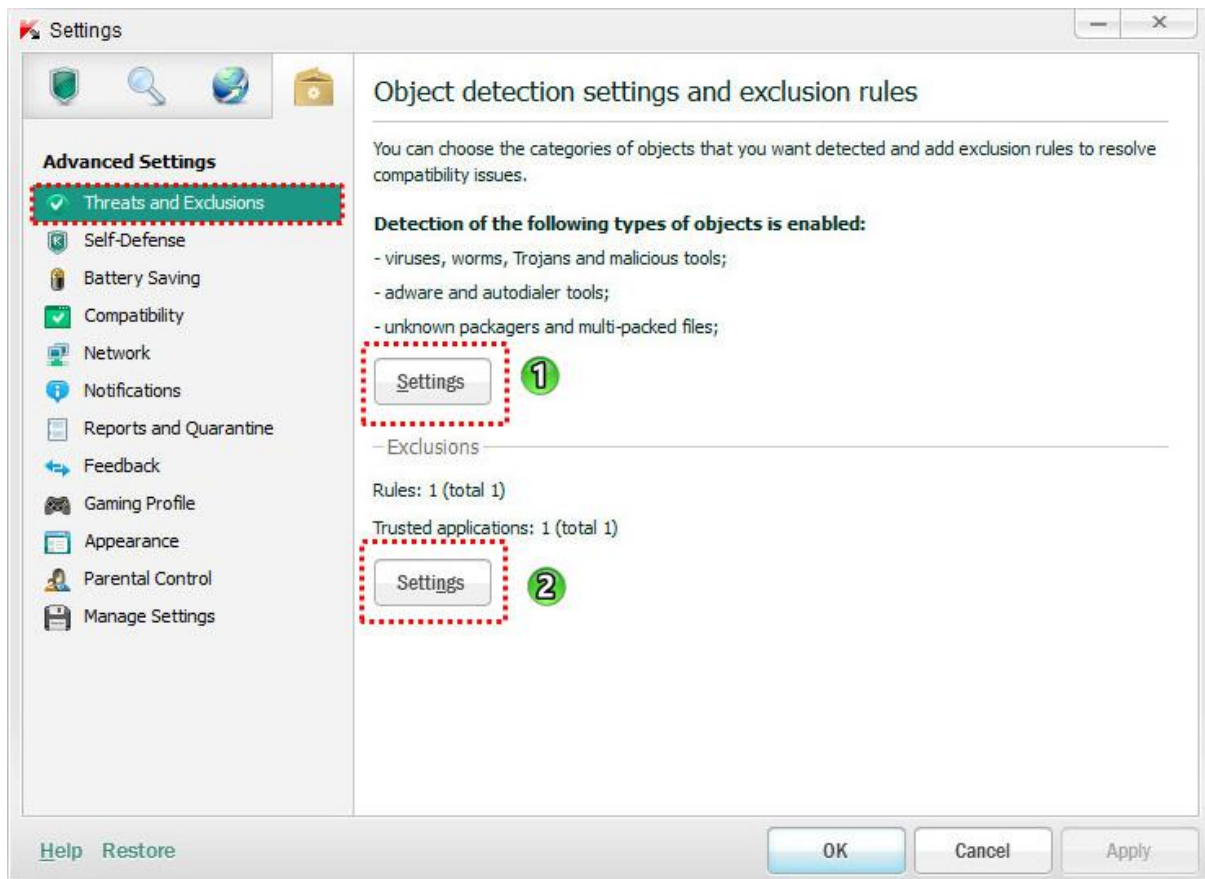 Settings
Object detection settings and exclusion rules
You can choose the categories of objects that you want detected and add exclusion rules to resolve
compatibility issues.
Advanced Settings
Threats and Exclusions
Self-Defense
Battery Saving
Compatibility
Network
Notifications
Reports and Quarantine
Feedback
Gaming Profile
Appearance
Parental Control
Manage Settings
Detection of the following types of objects is enabled:
- viruses, worms, Trojans and malicious tools;
- adware and autodialer tools;
- unknown packagers and multi-packed files;
Settings
1
Exclusions
Rules: 1 (total 1)
Trusted applications: 1 (total 1)
Settings
2
Help Restore
OK Cancel Apply